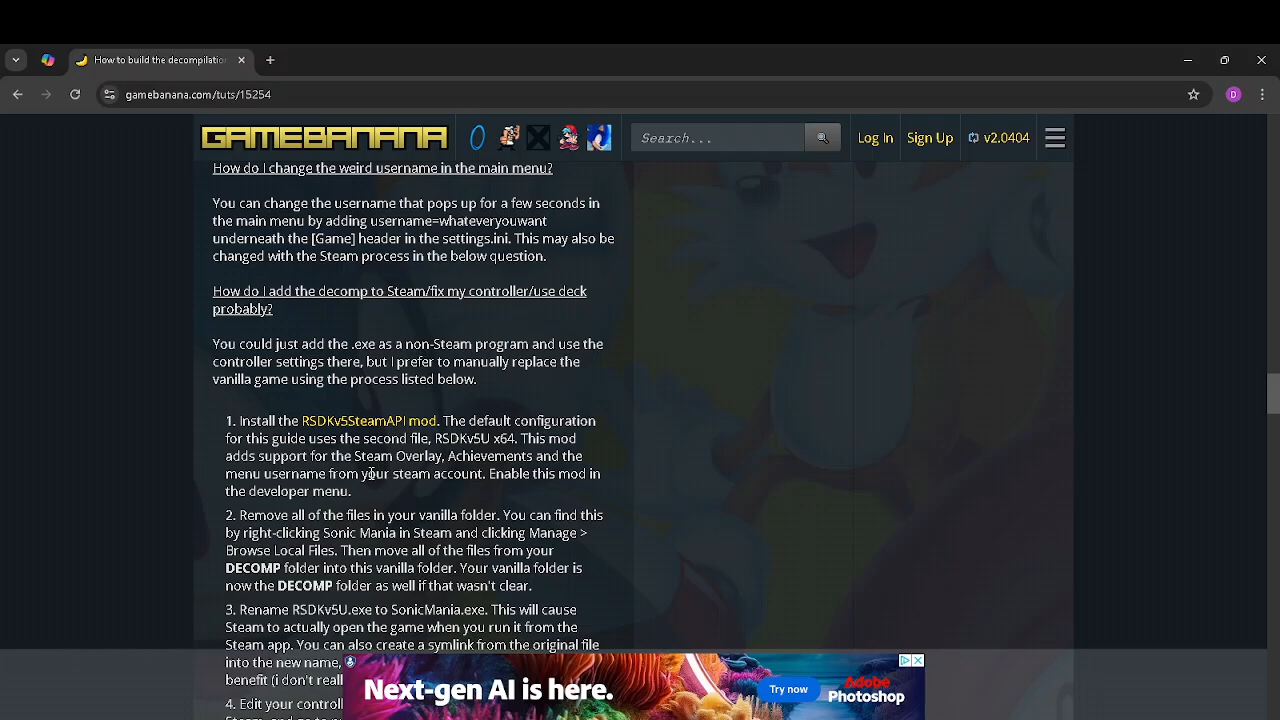 How to build the decompilatio
gamebanana.com/tuts/15254
D
GAMEBANANA
Search...
Log In
Sign Up
v2.0404
How do I change the weird username in the main menu?
You can change the username that pops up for a few seconds in
the main menu by adding username=whateveryouwant
underneath the [Game] header in the settings.ini. This may also be
changed with the Steam process in the below question.
How do I add the decomp to Steam/fix my controller/use deck
probably?
You could just add the .exe as a non-Steam program and use the
controller settings there, but I prefer to manually replace the
vanilla game using the process listed below.
1. Install the RSDKv5SteamAPI mod. The default configuration
for this guide uses the second file, RSDKv5U x64. This mod
adds support for the Steam Overlay, Achievements and the
menu username from your steam account. Enable this mod in
the developer menu.
2. Remove all of the files in your vanilla folder. You can find this
by right-clicking Sonic Mania in Steam and clicking Manage >
Browse Local Files. Then move all of the files from your
DECOMP folder into this vanilla folder. Your vanilla folder is
now the DECOMP folder as well if that wasn't clear.
3. Rename RSDKv5U.exe to SonicMania.exe. This will cause
Steam to actually open the game when you run it from the
Steam app. You can also create a symlink from the original file
into the new name,
benefit (i don't reall
4. Edit your controll
Next-gen AI is here.
Try now
Adobe
Photoshop